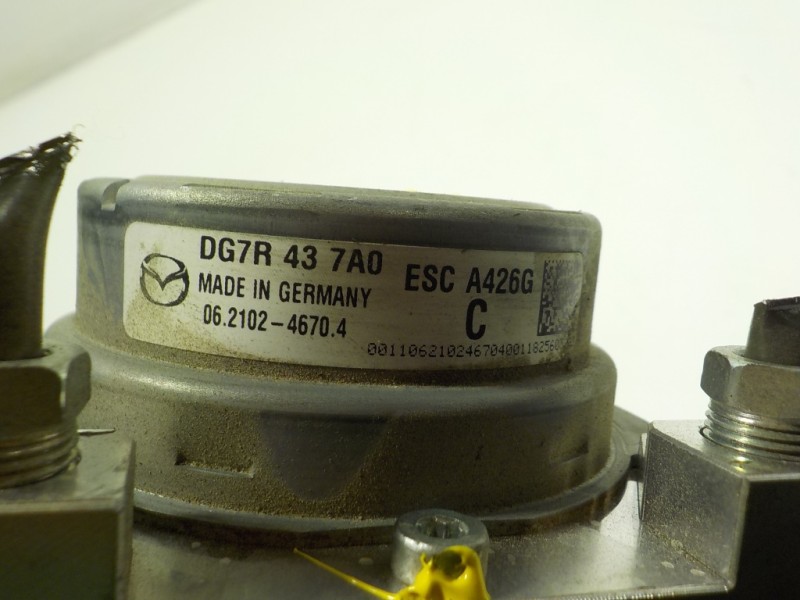 DG7R 43 7A0 ESC A426G
MADE IN GERMANY
06.2102-4670.4 C